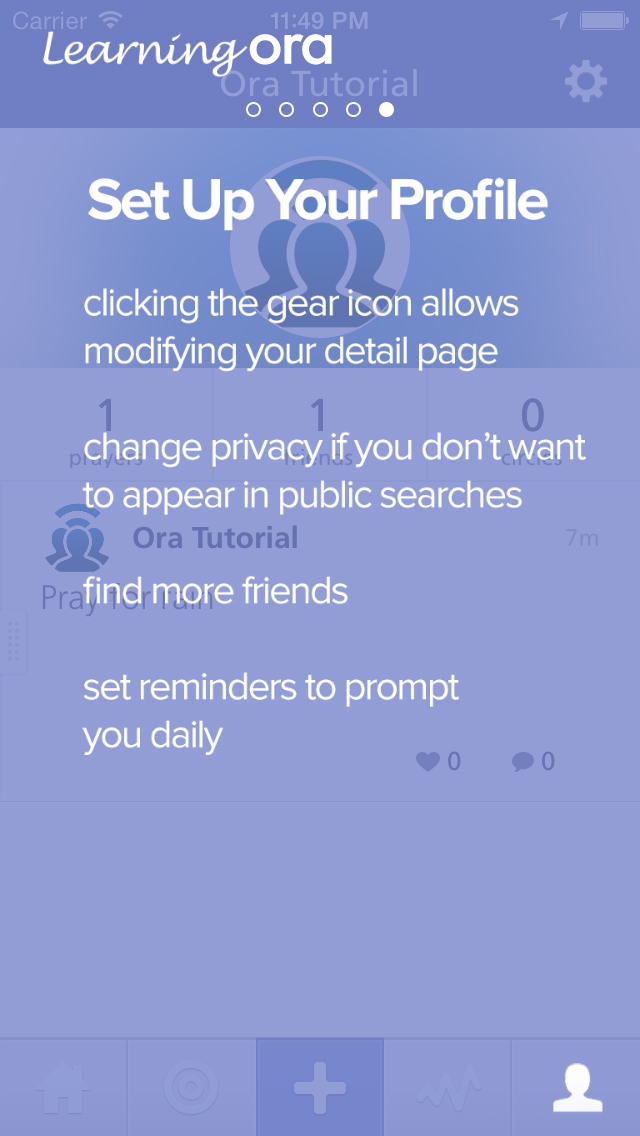 Carrier 11:49 PM
Learning ora
Ora Tutorial
Set Up Your Profile
clicking the gear icon allows
modifying your detail page
1 1 0
prayers friends circles
change privacy if you don't want
to appear in public searches
Ora Tutorial 7m
Pray for rain
find more friends
set reminders to prompt
you daily
0 0